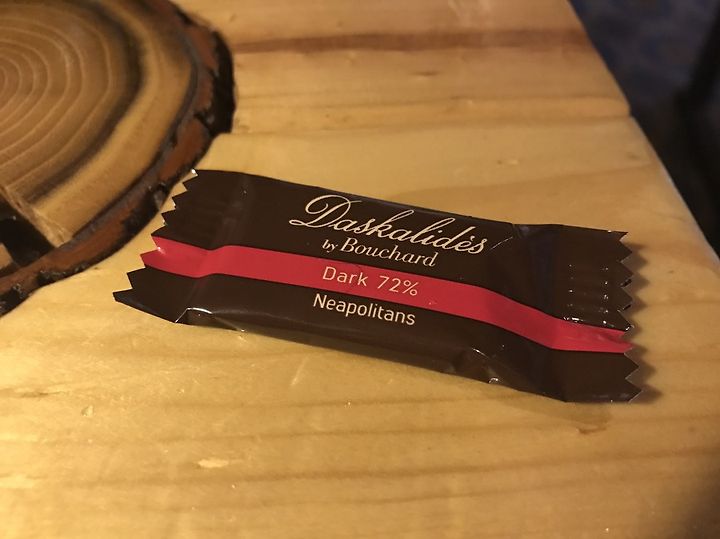 Daskalidès
by Bouchard
Dark 72%
Neapolitans